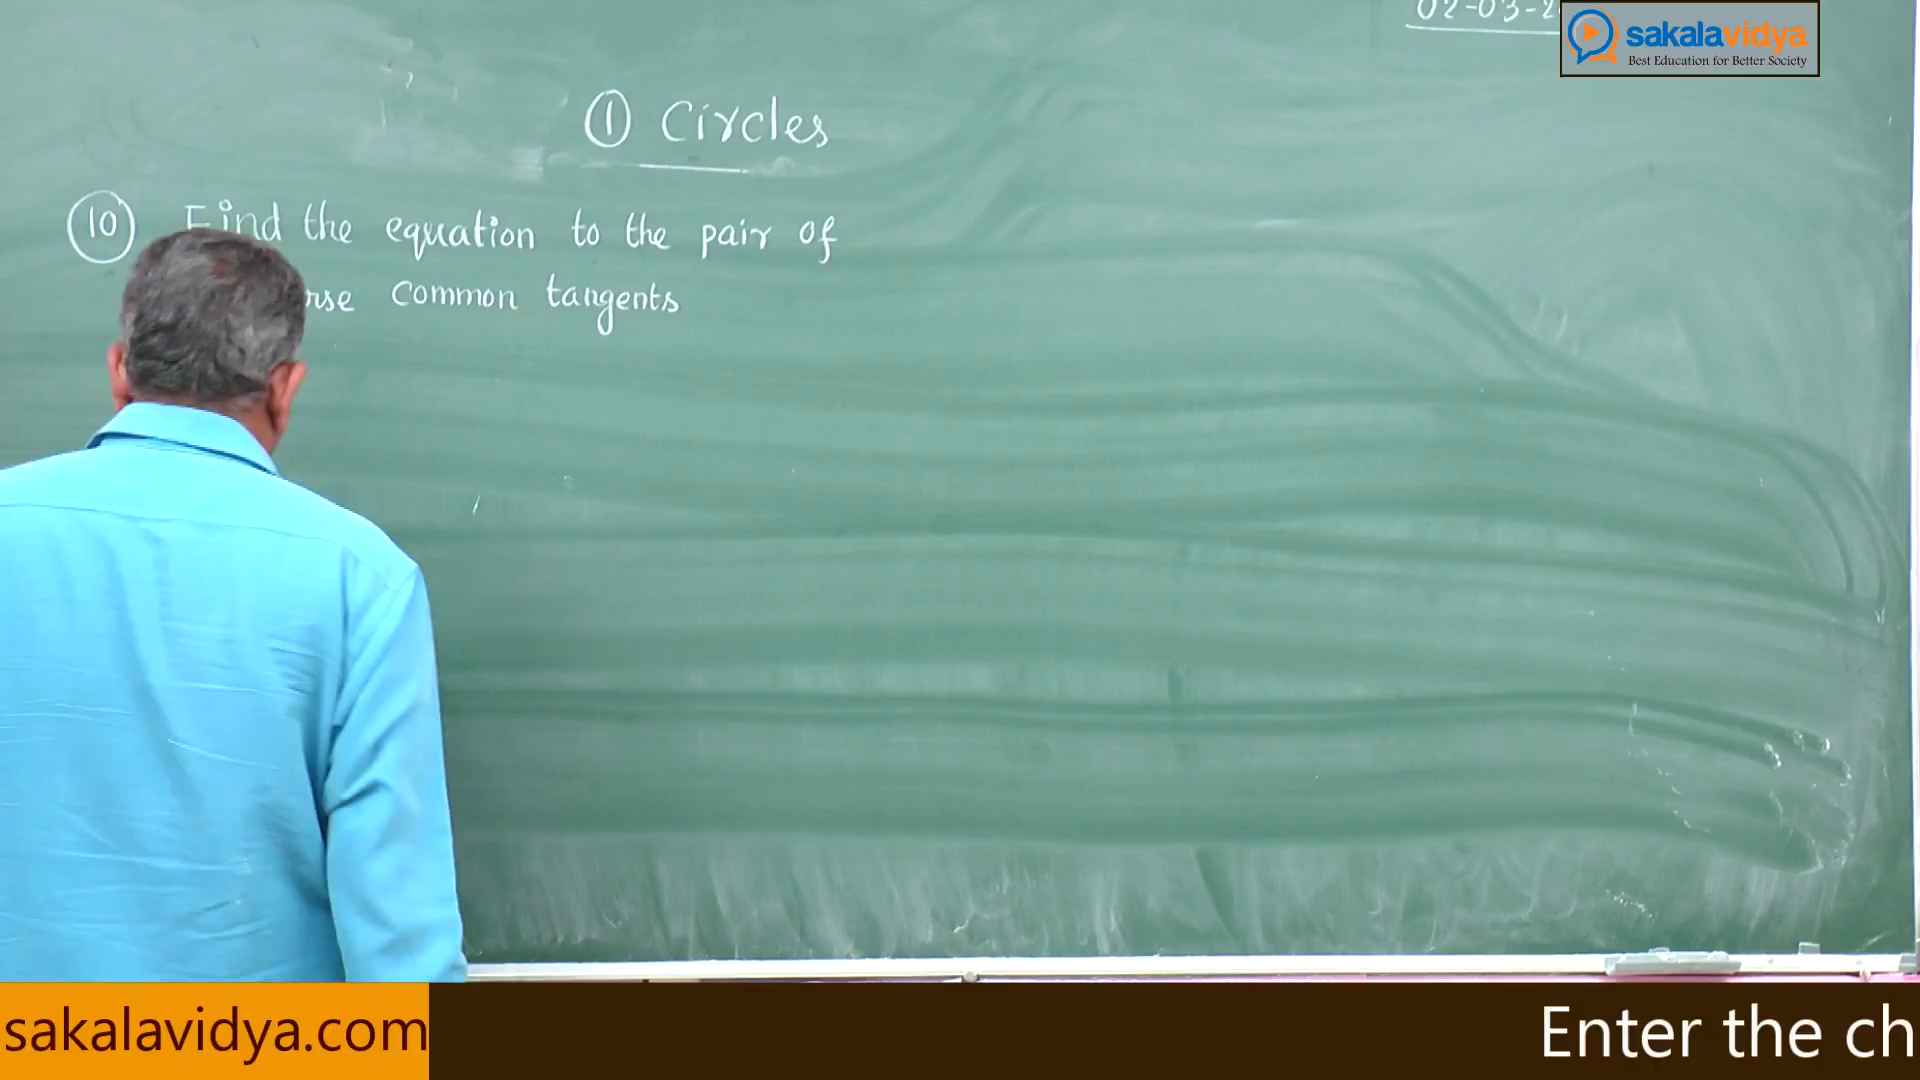 02-03-2
sakalavidya
Best Education for Better Society
① Circles
⑩ Find the equation to the pair of
rse common tangents
sakalavidya.com
Enter the ch